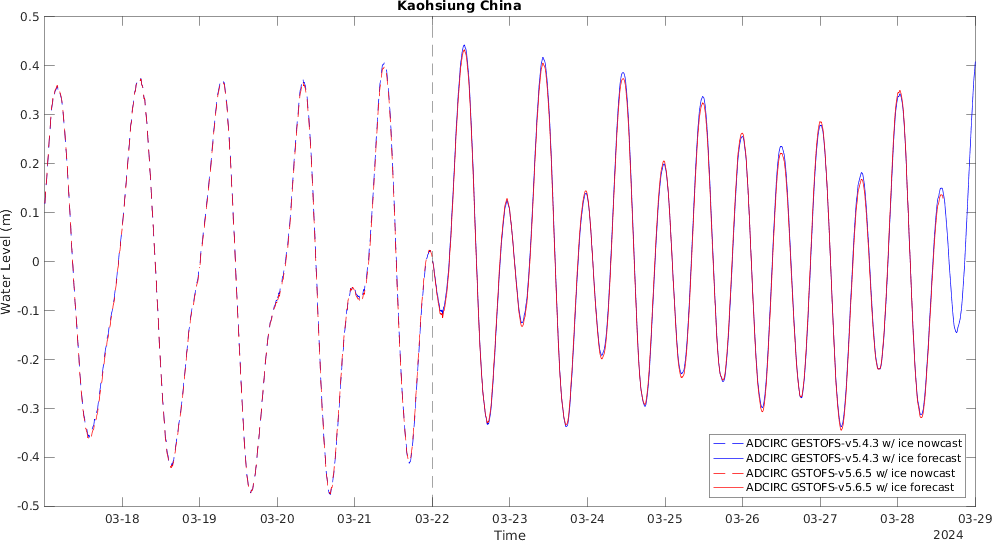 Kaohsiung China
0.5
0.4
0.3
0.2
0.1
0
-0.1
-0.2
-0.3
-0.4
-0.5
Water Level (m)
ADCIRC GESTOFS-v5.4.3 w/ ice nowcast
ADCIRC GESTOFS-v5.4.3 w/ ice forecast
ADCIRC GSTOFS-v5.6.5 w/ ice nowcast
ADCIRC GSTOFS-v5.6.5 w/ ice forecast
03-18 03-19 03-20 03-21 03-22 03-23 03-24 03-25 03-26 03-27 03-28 03-29
Time
2024